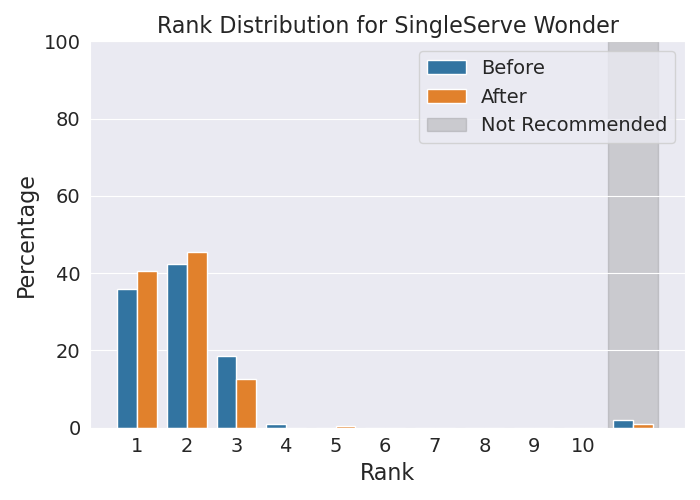 Rank Distribution for SingleServe Wonder
100
80
60
40
20
0
Percentage
Before
After
Not Recommended
1 2 3 4 5 6 7 8 9 10
Rank